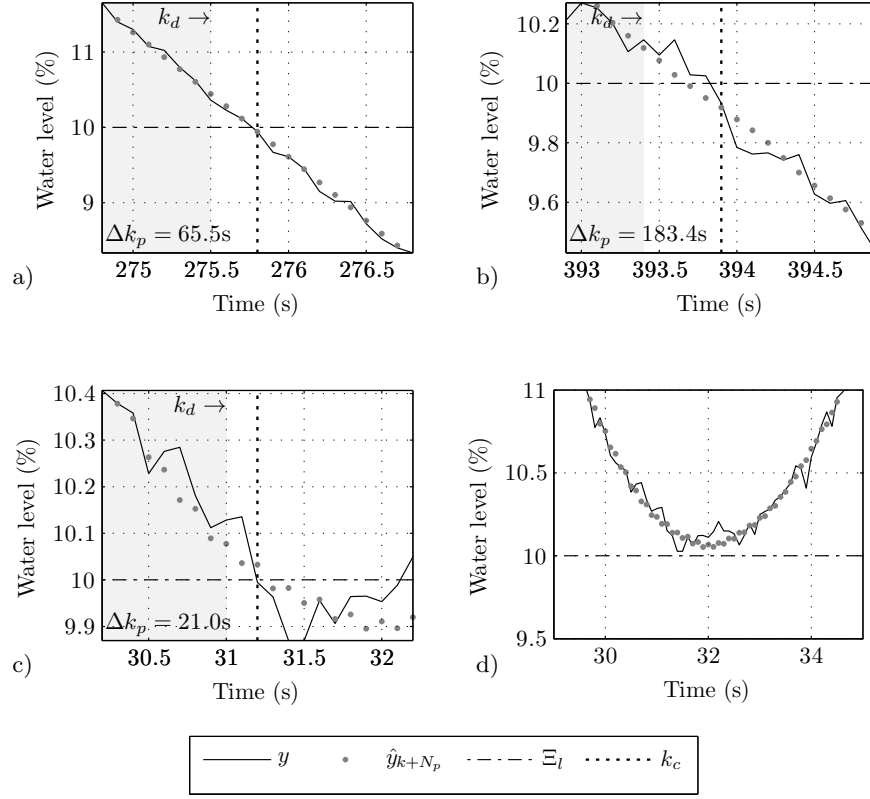 k_d →
11
10
9
Water level (%)
Δk_p = 65.5s
275 275.5 276 276.5
a)
Time (s)
k_d →
10.2
10
9.8
9.6
Water level (%)
Δk_p = 183.4s
393 393.5 394 394.5
b)
Time (s)
k_d →
10.4
10.3
10.2
10.1
10
9.9
Water level (%)
Δk_p = 21.0s
30.5 31 31.5 32
c)
Time (s)
11
10.5
10
9.5
Water level (%)
30 32 34
d)
Time (s)
y ŷ_{k+N_p} Ξ_l k_c